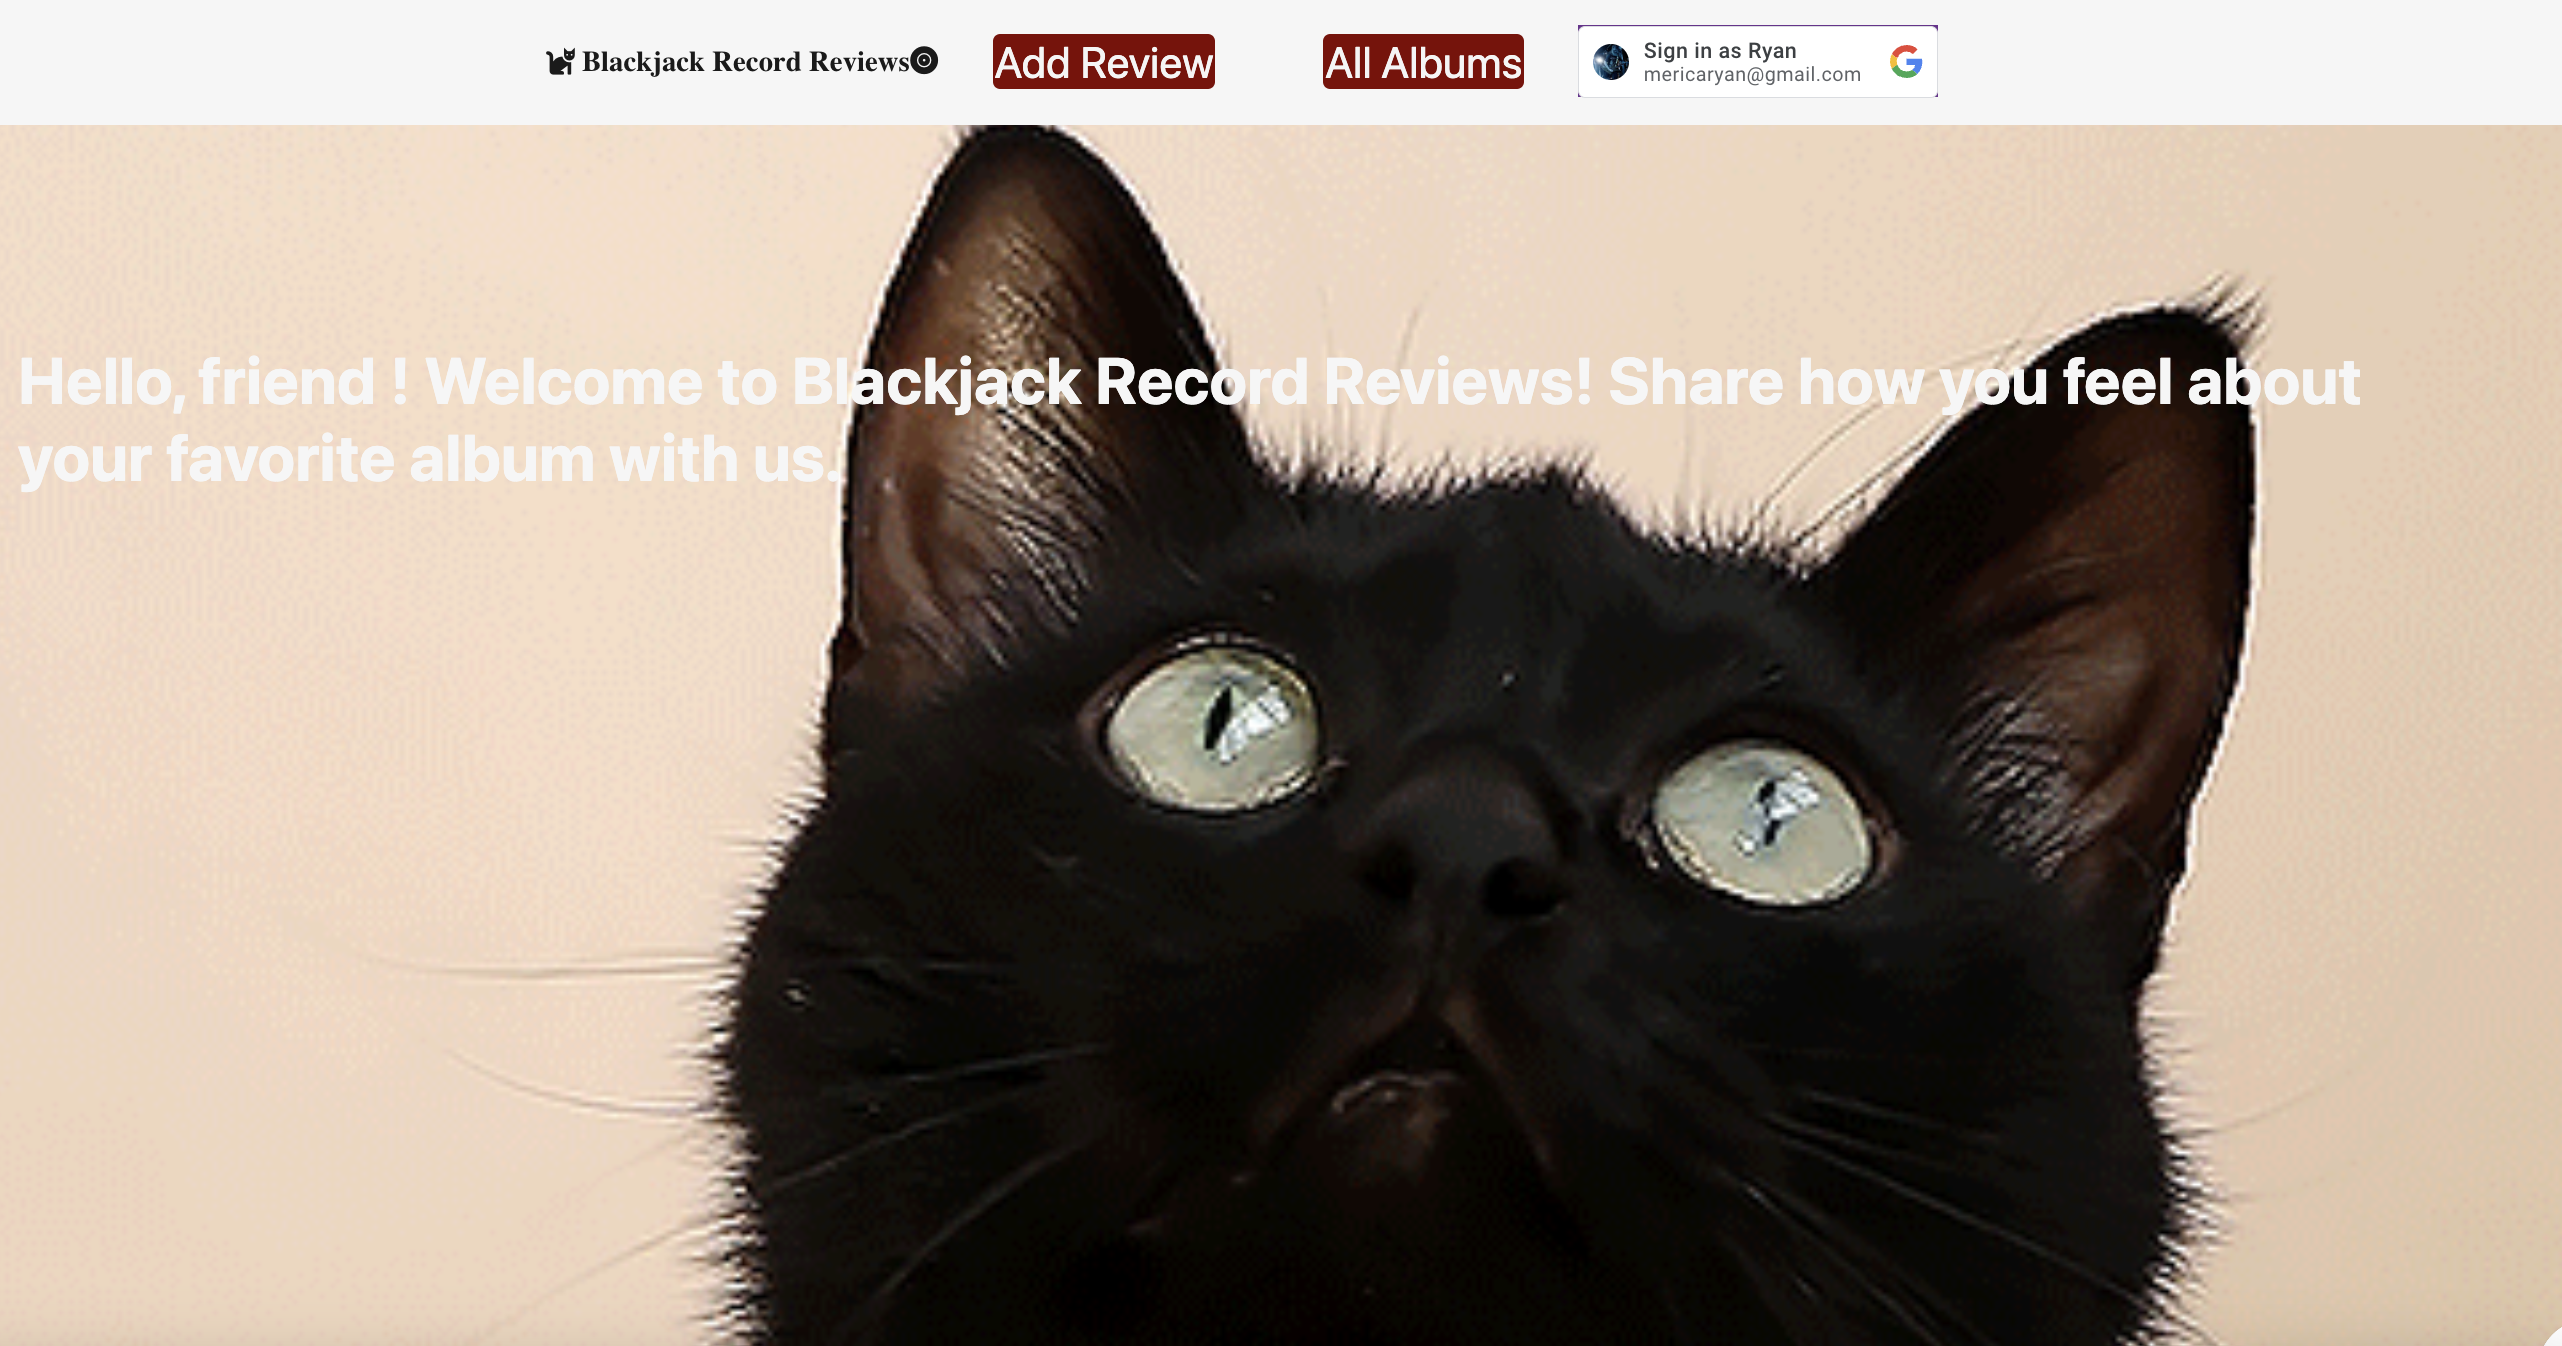 Blackjack Record Reviews
Add Review
All Albums
Sign in as Ryan
mericaryan@gmail.com
Hello, friend ! Welcome to Blackjack Record Reviews! Share how you feel about
your favorite album with us.